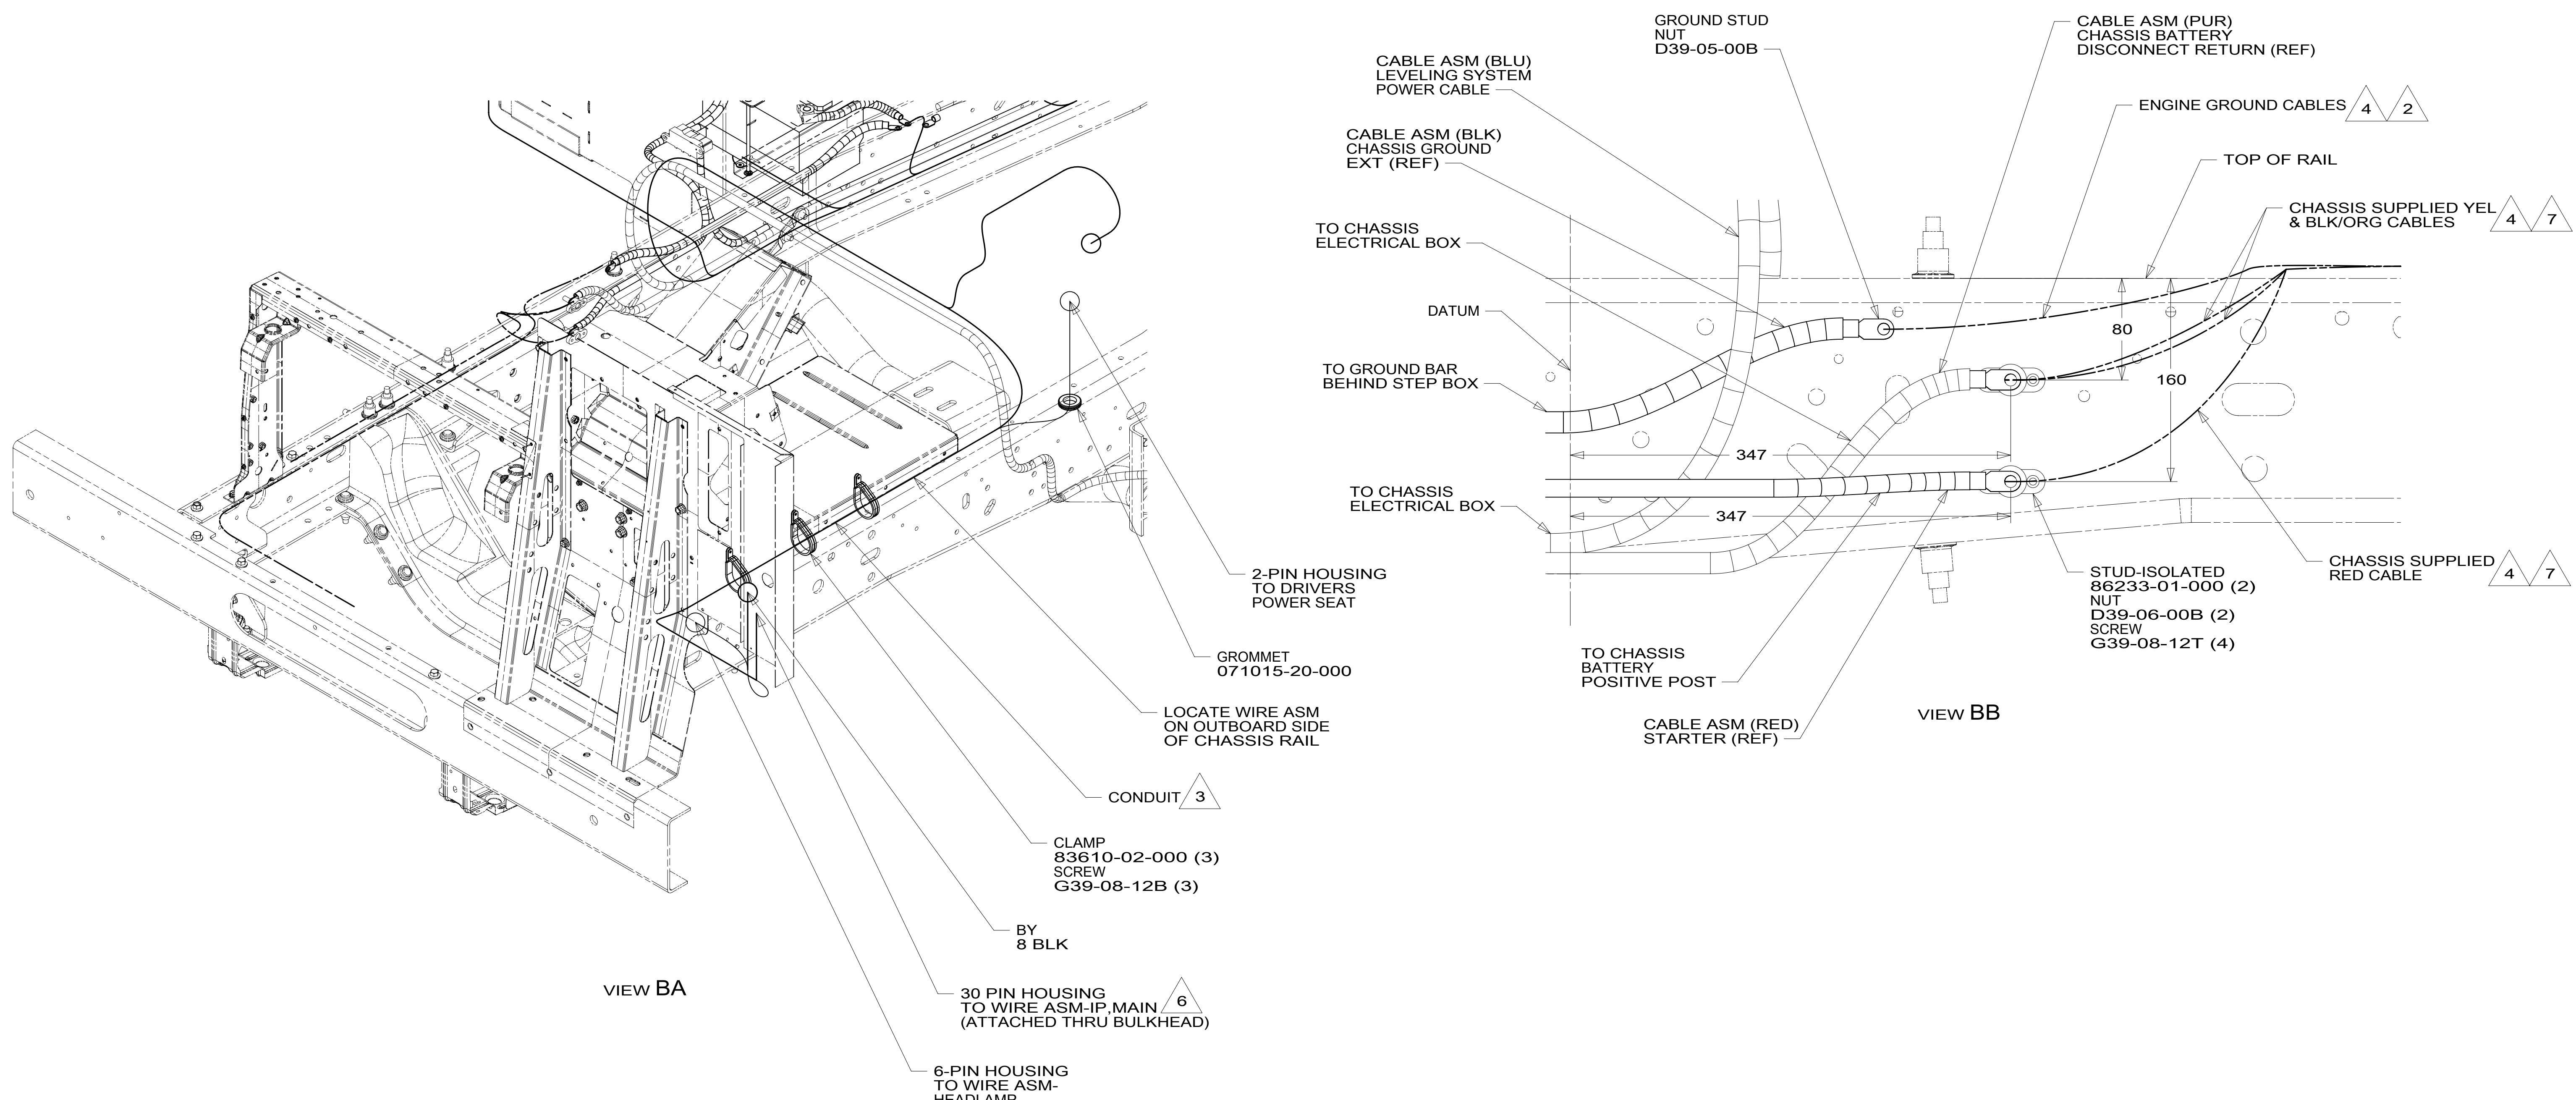 GROUND STUD
NUT
D39-05-00B
CABLE ASM (PUR)
CHASSIS BATTERY
DISCONNECT RETURN (REF)
CABLE ASM (BLU)
LEVELING SYSTEM
POWER CABLE
ENGINE GROUND CABLES
4
2
CABLE ASM (BLK)
CHASSIS GROUND
EXT (REF)
TOP OF RAIL
CHASSIS SUPPLIED YEL
& BLK/ORG CABLES
4
7
TO CHASSIS
ELECTRICAL BOX
DATUM
80
TO GROUND BAR
BEHIND STEP BOX
160
347
TO CHASSIS
ELECTRICAL BOX
347
CHASSIS SUPPLIED
RED CABLE
4
7
STUD-ISOLATED
86233-01-000 (2)
NUT
D39-06-00B (2)
SCREW
G39-08-12T (4)
TO CHASSIS
BATTERY
POSITIVE POST
CABLE ASM (RED)
STARTER (REF)
VIEW BB
2-PIN HOUSING
TO DRIVERS
POWER SEAT
GROMMET
071015-20-000
LOCATE WIRE ASM
ON OUTBOARD SIDE
OF CHASSIS RAIL
CONDUIT
3
CLAMP
83610-02-000 (3)
SCREW
G39-08-12B (3)
BY
8 BLK
30 PIN HOUSING
TO WIRE ASM-IP,MAIN
(ATTACHED THRU BULKHEAD)
6
VIEW BA
6-PIN HOUSING
TO WIRE ASM-
HEADLAMP